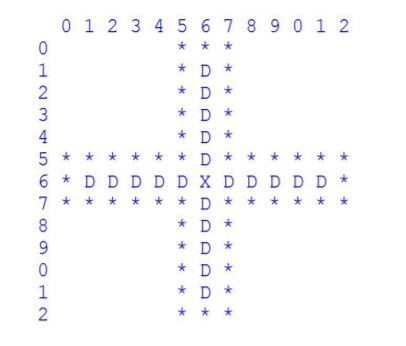 0 1 2 3 4 5 6 7 8 9 0 1 2
0           * * *
1           * D *
2           * D *
3           * D *
4           * D *
5 * * * * * * D * * * * * *
6 * D D D D D X D D D D D *
7 * * * * * * D * * * * * *
8           * D *
9           * D *
0           * D *
1           * D *
2           * * *